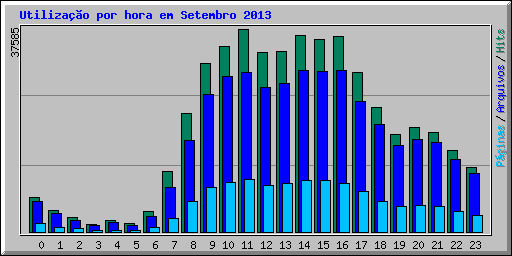 Utilização por hora em Setembro 2013
37585
Páginas / Arquivos / Hits
0 1 2 3 4 5 6 7 8 9 10 11 12 13 14 15 16 17 18 19 20 21 22 23